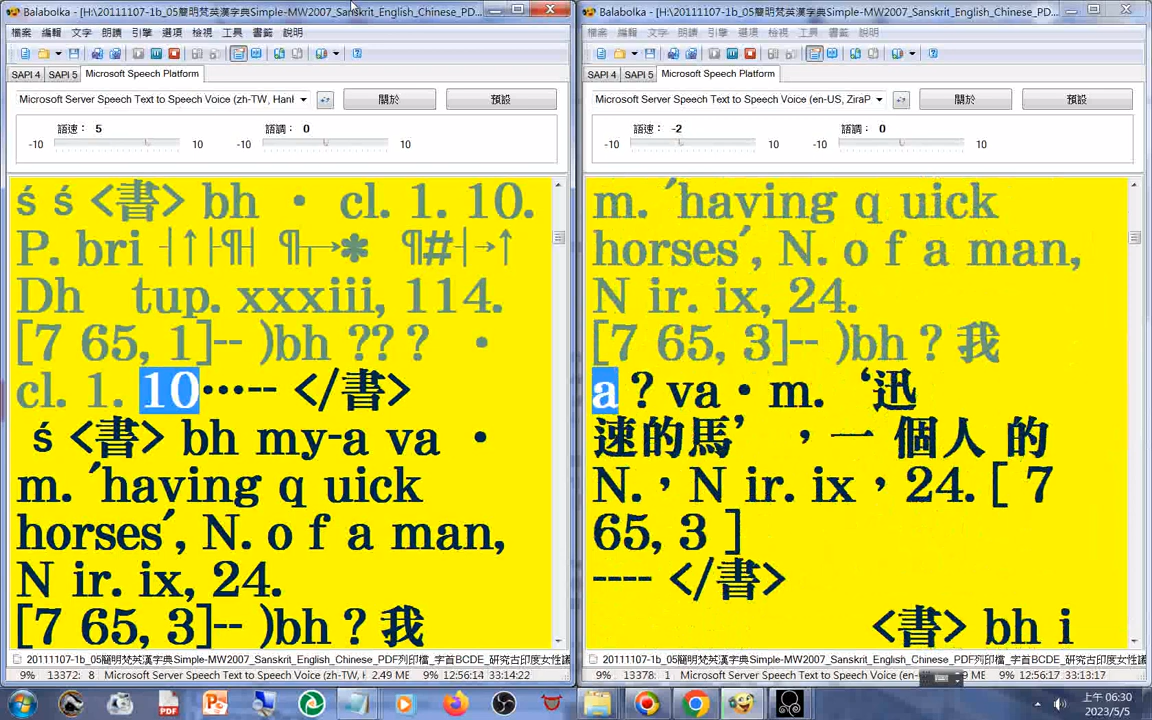 Balabolka - [H:\20111107-1b_05簡明梵英漢字典Simple-MW2007_Sanskrit_English_Chinese_PD...
檔案 編輯 文字 朗讀 引擎 選項 檢視 工具 書籤 說明
SAPI 4 SAPI 5 Microsoft Speech Platform
Microsoft Server Speech Text to Speech Voice (zh-TW, HanH 關於 預設
語速： 5 語調： 0
-10 10 -10 10
ś ś <書> bh • cl. 1. 10.
P. bri ┤↑├¶┤ ¶┬→✽ ¶#┤→↑
Dh tup. xxxiii, 114.
[7 65, 1]-- )bh ?? ? •
cl. 1. 10…-- </書>
ś <書> bh my-a va •
m. ′having q uick
horses′, N. o f a man,
N ir. ix, 24.
[7 65, 3]-- )bh ? 我
20111107-1b_05簡明梵英漢字典Simple-MW2007_Sanskrit_English_Chinese_PDF列印檔_字首BCDE_研究古印度女性議
9% 13372: 8 Microsoft Server Speech Text to Speech Voice (zh-TW, H 2.49 ME 9% 12:56:14 33:14:22
Balabolka - [H:\20111107-1b_05簡明梵英漢字典Simple-MW2007_Sanskrit_English_Chinese_PD...
檔案 編輯 文字 朗讀 引擎 選項 檢視 工具 書籤 說明
SAPI 4 SAPI 5 Microsoft Speech Platform
Microsoft Server Speech Text to Speech Voice (en-US, ZiraP 關於 預設
語速： -2 語調： 0
-10 10 -10 10
m. ′having q uick
horses′, N. o f a man,
N ir. ix, 24.
[7 65, 3]-- )bh ? 我
a ? va • m. ‘迅
速的馬’ ，一 個人 的
N.，N ir. ix，24. [ 7
65, 3 ]
---- </書>
<書> bh i
20111107-1b_05簡明梵英漢字典Simple-MW2007_Sanskrit_English_Chinese_PDF列印檔_字首BCDE_研究古印度女性議
9% 13378: 1 Microsoft Server Speech Text to Speech Voice (en-U 9 ME 9% 12:56:17 33:13:17
上午 06:30
2023/5/5